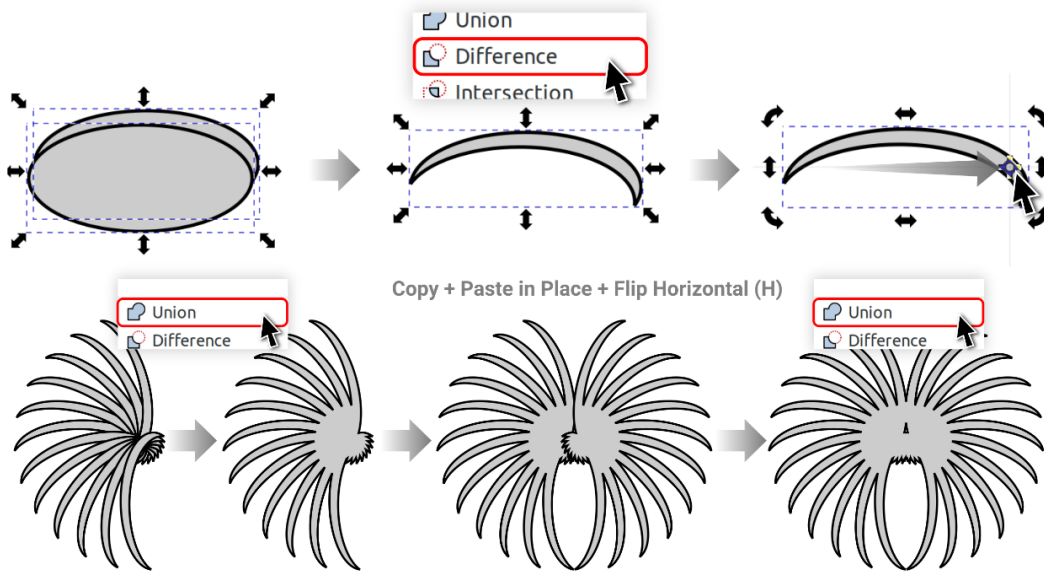 Union
Difference
Intersection
Copy + Paste in Place + Flip Horizontal (H)
Union
Difference
Union
Difference